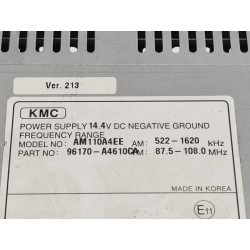 Ver. 213
KMC
POWER SUPPLY 14.4V DC NEGATIVE GROUND
FREQUENCY RANGE
MODEL NO: AM110A4EE AM: 522-1620 kHz
PART NO: 96170-A4610CA FM: 87.5-108.0 MHz
MADE IN KOREA
E11